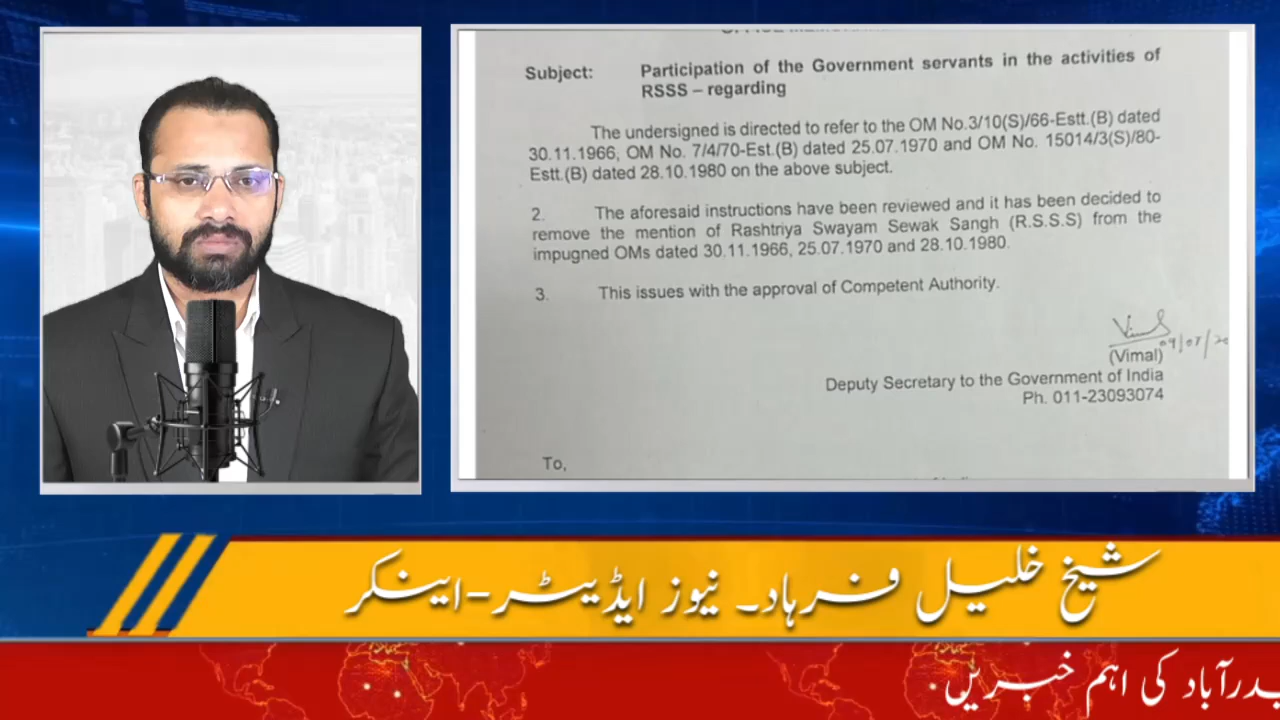 Subject: Participation of the Government servants in the activities of
RSSS – regarding
The undersigned is directed to refer to the OM No.3/10(S)/66-Estt.(B) dated
30.11.1966, OM No. 7/4/70-Est.(B) dated 25.07.1970 and OM No. 15014/3(S)/80-
Estt.(B) dated 28.10.1980 on the above subject.
2. The aforesaid instructions have been reviewed and it has been decided to
remove the mention of Rashtriya Swayam Sewak Sangh (R.S.S.S) from the
impugned OMs dated 30.11.1966, 25.07.1970 and 28.10.1980.
3. This issues with the approval of Competent Authority.
(Vimal)
Deputy Secretary to the Government of India
Ph. 011-23093074
To,
شیخ خلیل فرہاد۔ نیوز ایڈیٹر-اینکر
یدرآباد کی اہم خبریں